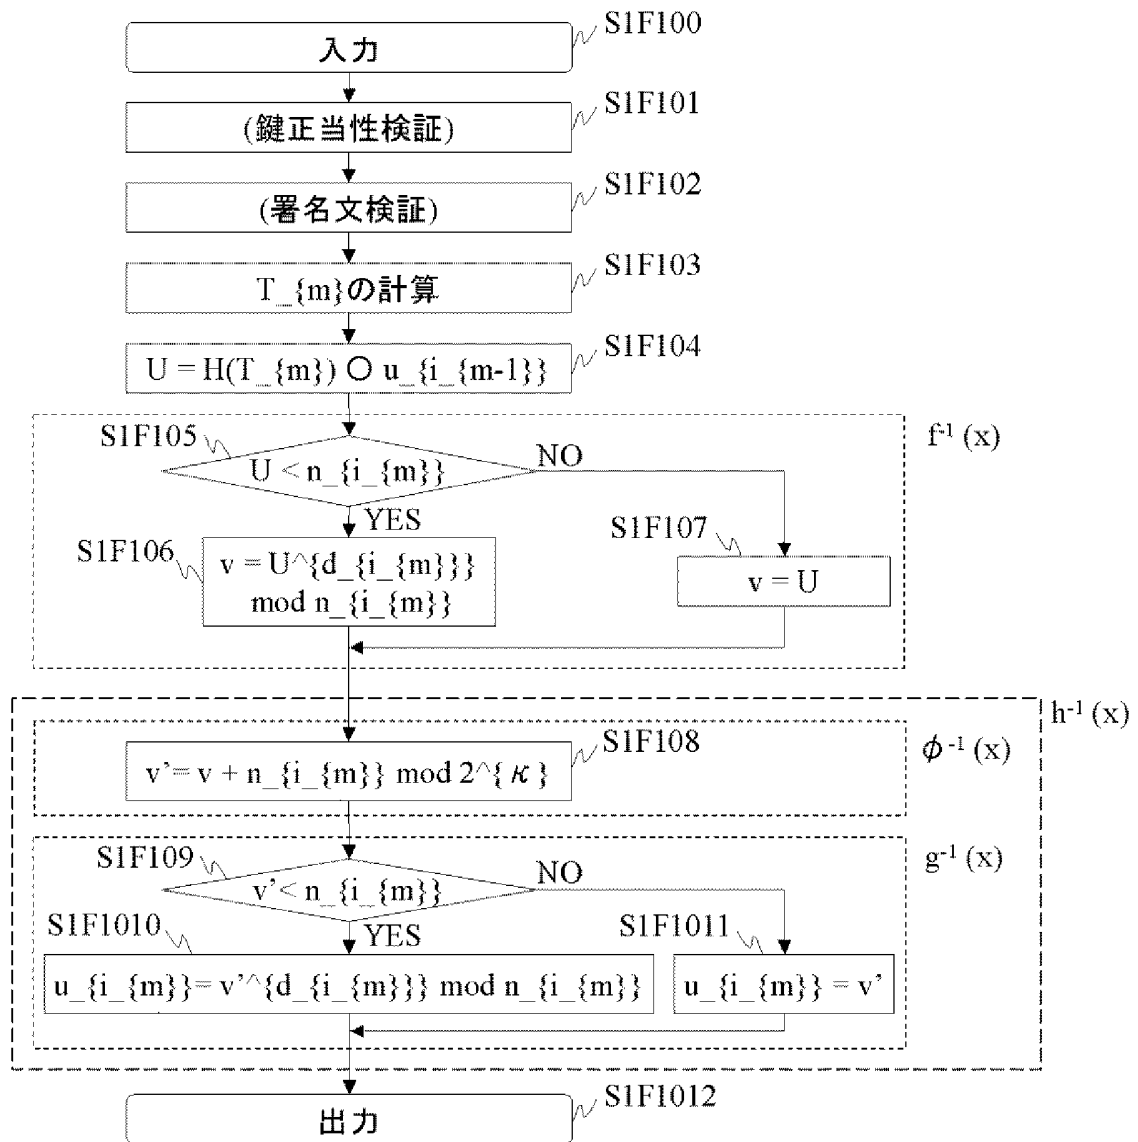 入力
S1F100
(鍵正当性検証)
S1F101
(署名文検証)
S1F102
T_{m}の計算
S1F103
U = H(T_{m}) ○ u_{i_{m-1}}
S1F104
f⁻¹ (x)
S1F105
U < n_{i_{m}}
NO
YES
S1F106
v = U^{d_{i_{m}}}
mod n_{i_{m}}
S1F107
v = U
h⁻¹ (x)
ϕ⁻¹ (x)
S1F108
v’= v + n_{i_{m}} mod 2^{κ}
g⁻¹ (x)
S1F109
v’< n_{i_{m}}
NO
YES
S1F1010
u_{i_{m}}= v’^{d_{i_{m}}} mod n_{i_{m}}
S1F1011
u_{i_{m}} = v’
出力
S1F1012